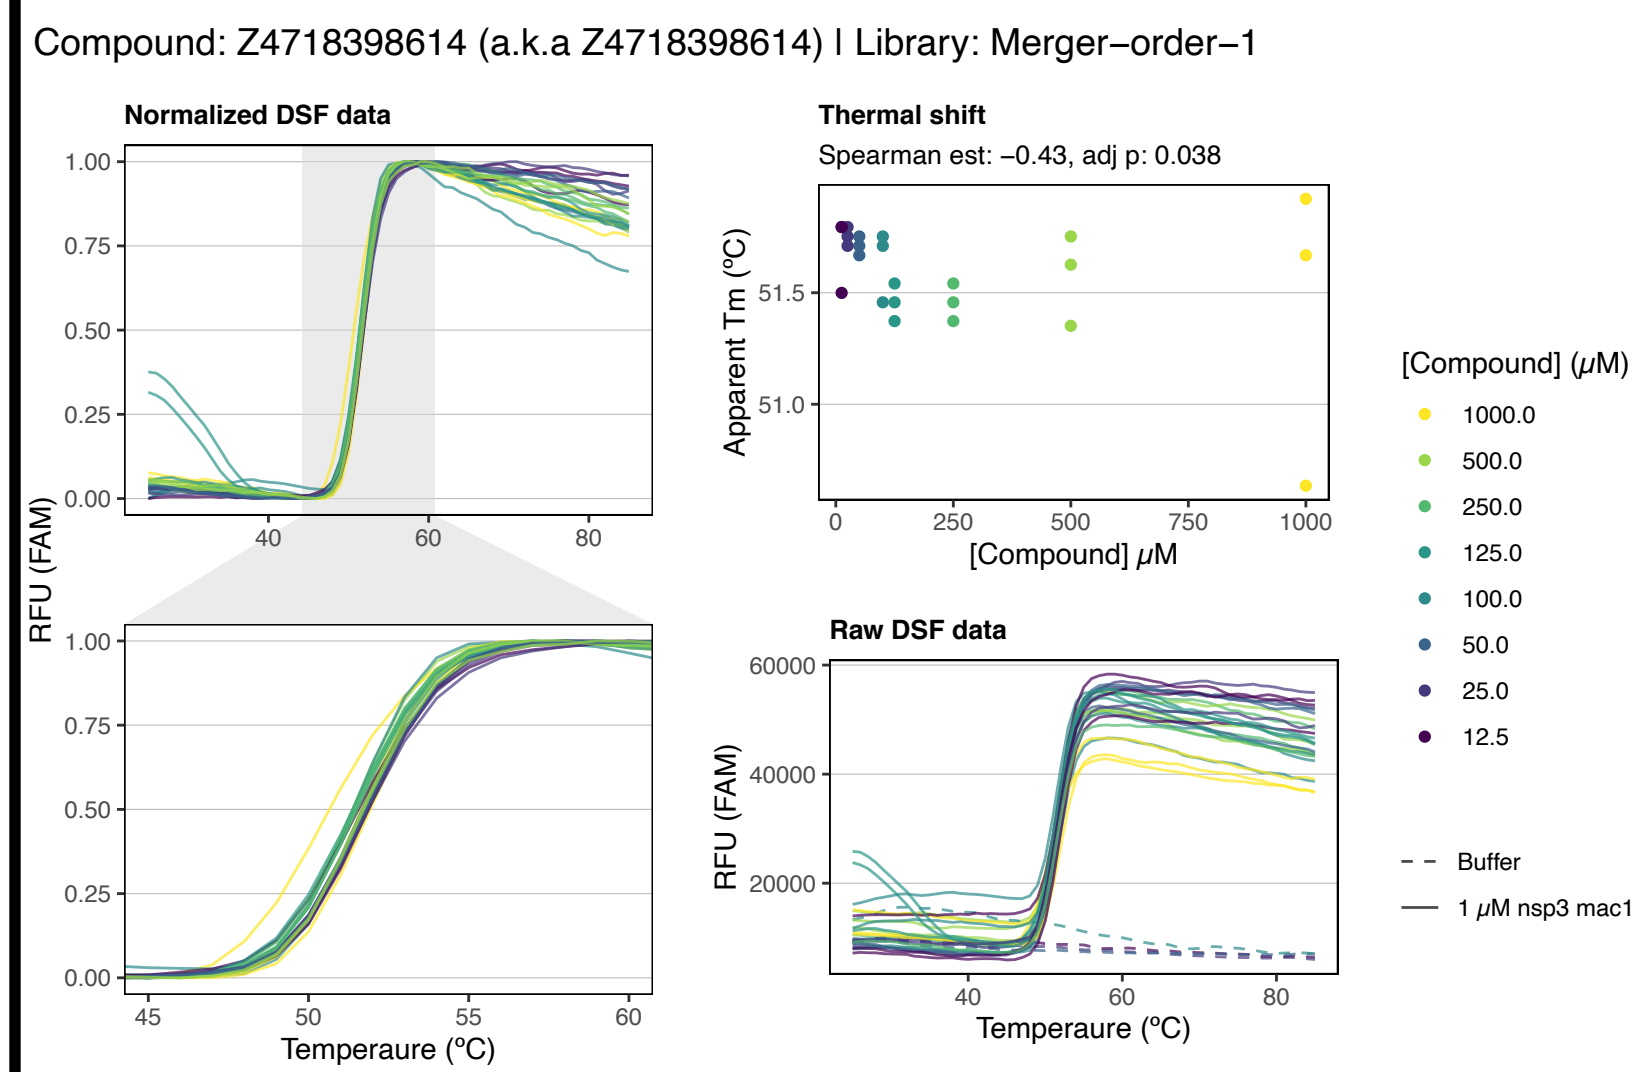 Compound: Z4718398614 (a.k.a Z4718398614) | Library: Merger−order−1
Normalized DSF data
1.00
0.75
0.50
0.25
0.00
40
60
80
RFU (FAM)
1.00
0.75
0.50
0.25
0.00
45
50
55
60
Temperaure (ºC)
Thermal shift
Spearman est: −0.43, adj p: 0.038
Apparent Tm (ºC)
51.5
51.0
0
250
500
750
1000
[Compound] µM
Raw DSF data
RFU (FAM)
60000
40000
20000
40
60
80
Temperaure (ºC)
[Compound] (µM)
1000.0
500.0
250.0
125.0
100.0
50.0
25.0
12.5
Buffer
1 µM nsp3 mac1